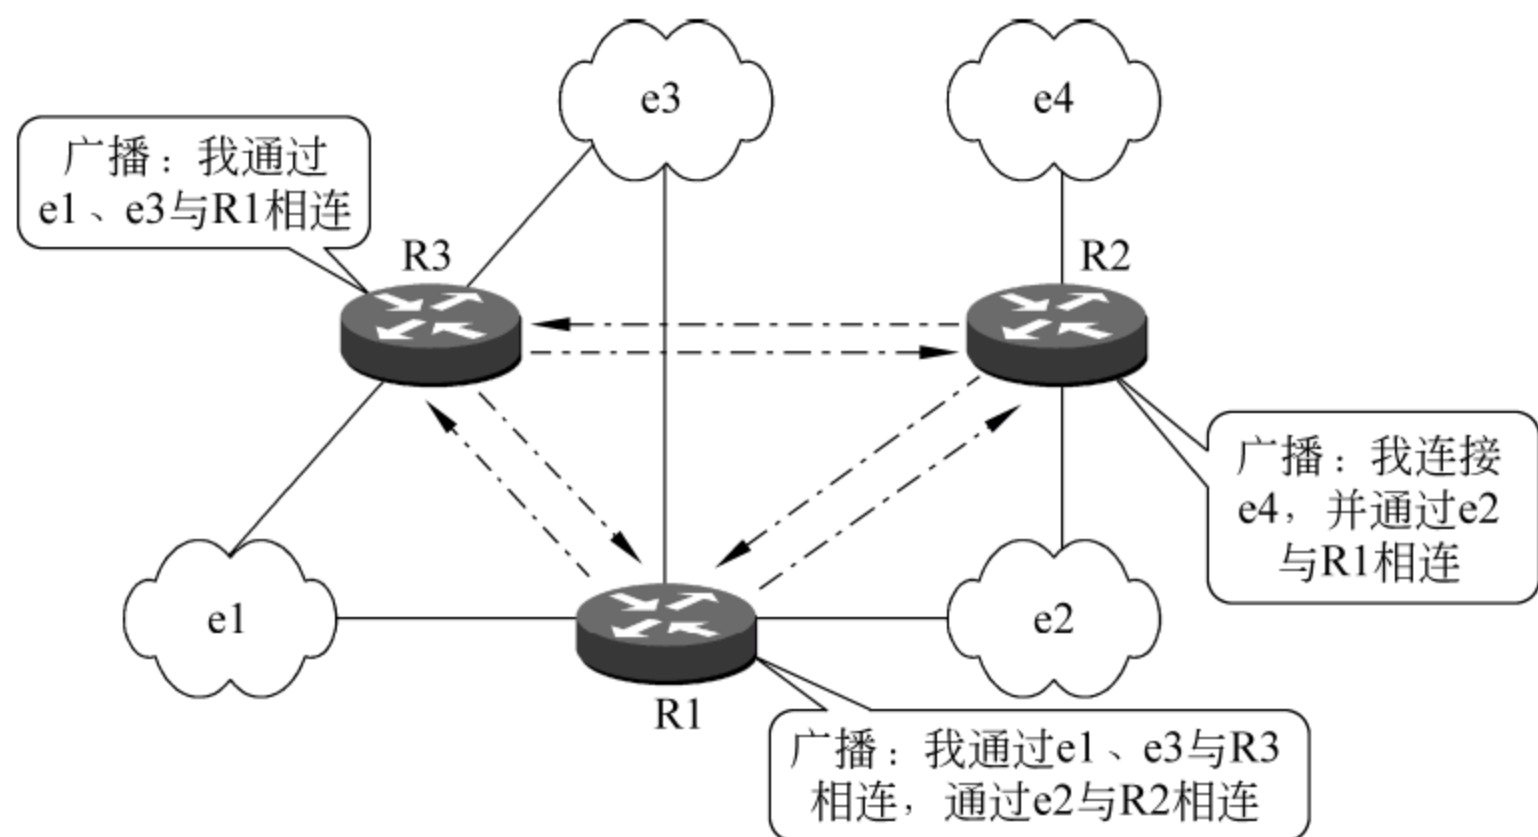 e3
e4
广播：我通过
e1、e3与R1相连
R3
R2
广播：我连接
e4，并通过e2
与R1相连
e1
e2
R1
广播：我通过e1、e3与R3
相连，通过e2与R2相连